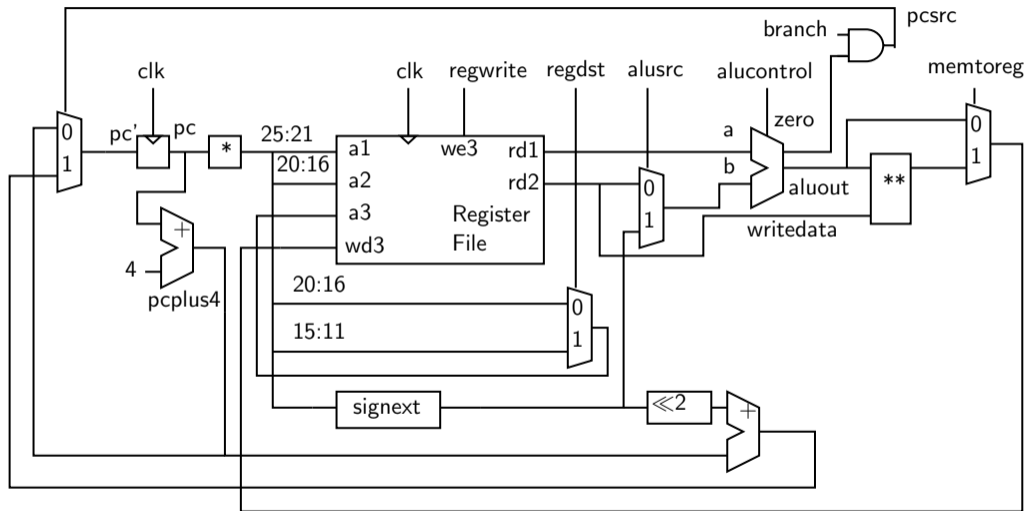 pcsrc
branch
clk
clk
regwrite
regdst
alusrc
alucontrol
memtoreg
0
1
pc'
pc
*
25:21
20:16
a1
a2
a3
wd3
we3
rd1
rd2
Register
File
0
1
a
b
zero
aluout
writedata
**
0
1
+
4
pcplus4
20:16
15:11
0
1
signext
≪2
+